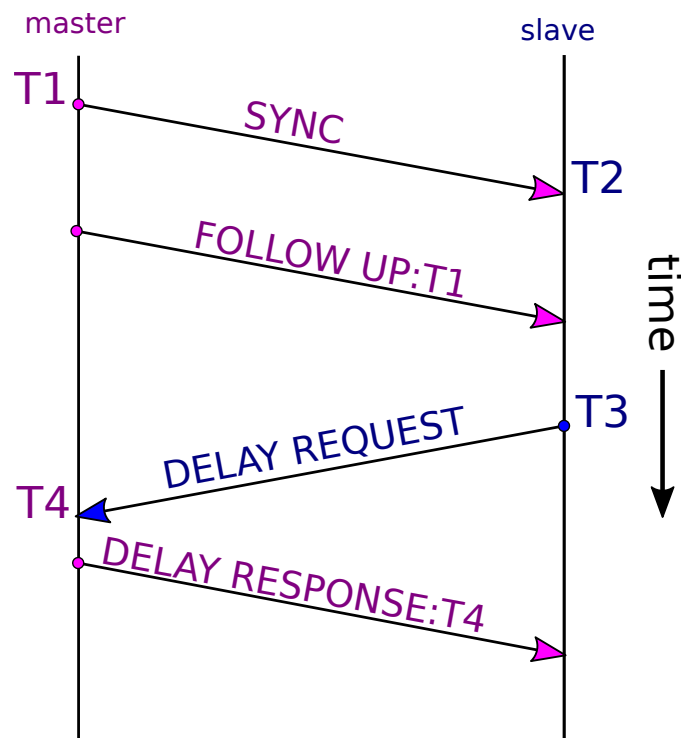 master
slave
T1
SYNC
T2
FOLLOW UP:T1
time
T3
DELAY REQUEST
T4
DELAY RESPONSE:T4